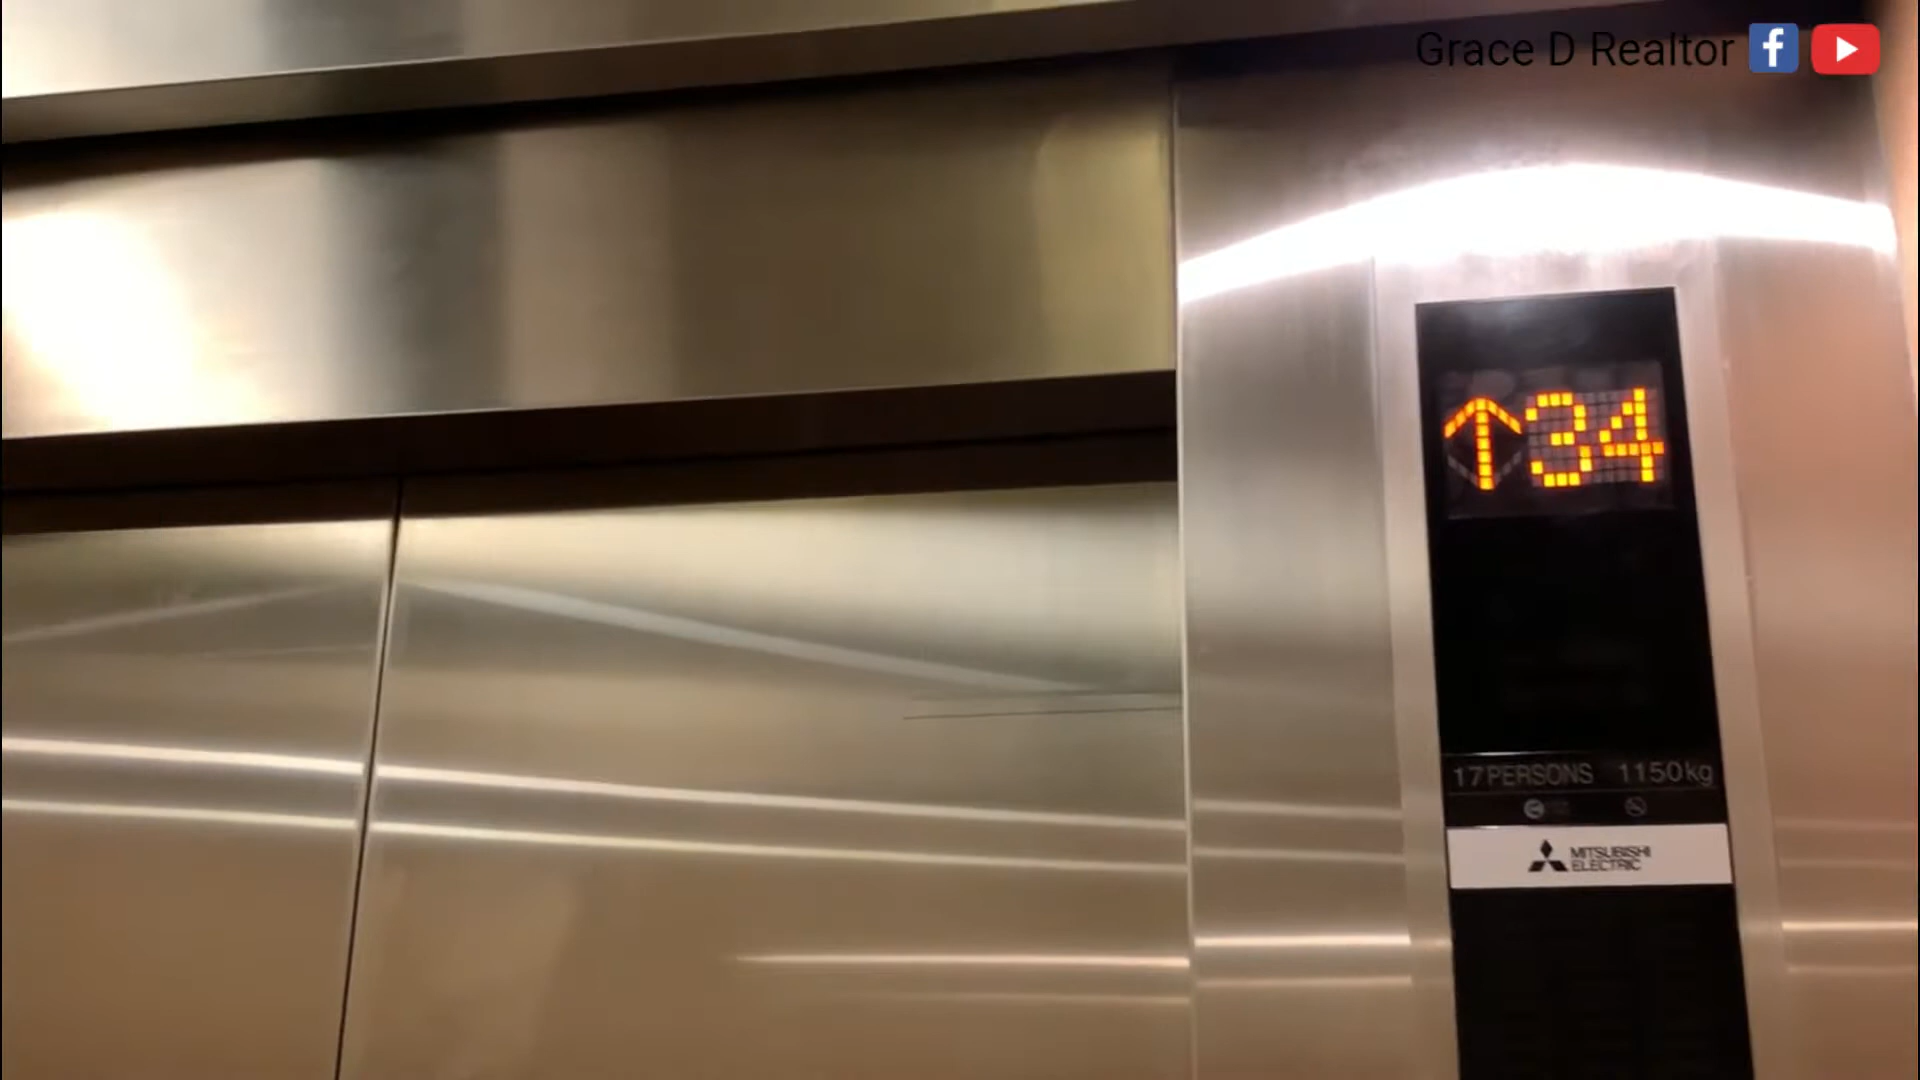 Grace D Realtor
↑34
17PERSONS 1150kg
MITSUBISHI
ELECTRIC